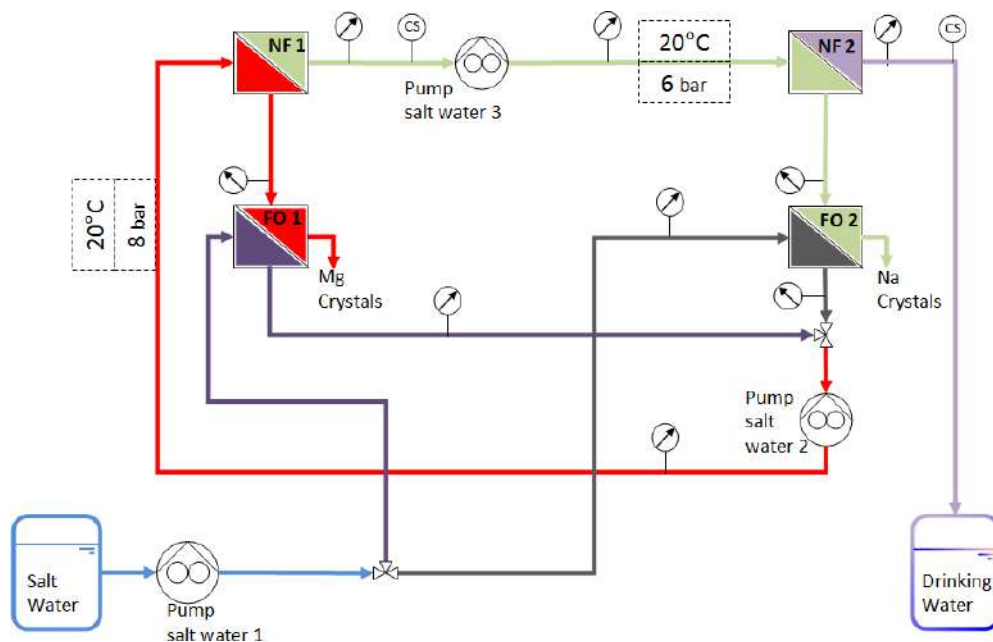 NF 1
CS
Pump
salt water 3
20°C
6 bar
NF 2
CS
20°C
8 bar
FO 1
Mg
Crystals
FO 2
Na
Crystals
Pump
salt
water 2
Salt
Water
Pump
salt water 1
Drinking
Water